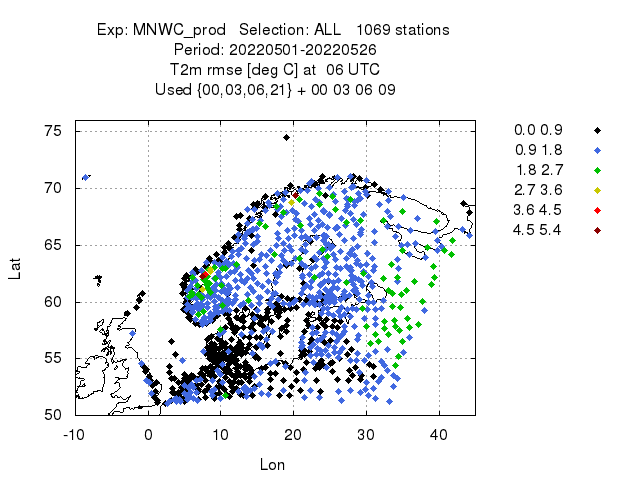 Exp: MNWC_prod   Selection: ALL   1069 stations
Period: 20220501-20220526
T2m rmse [deg C] at  06 UTC
Used {00,03,06,21} + 00 03 06 09
0.0 0.9
0.9 1.8
1.8 2.7
2.7 3.6
3.6 4.5
4.5 5.4
75
70
65
60
55
50
Lat
-10 0 10 20 30 40
Lon